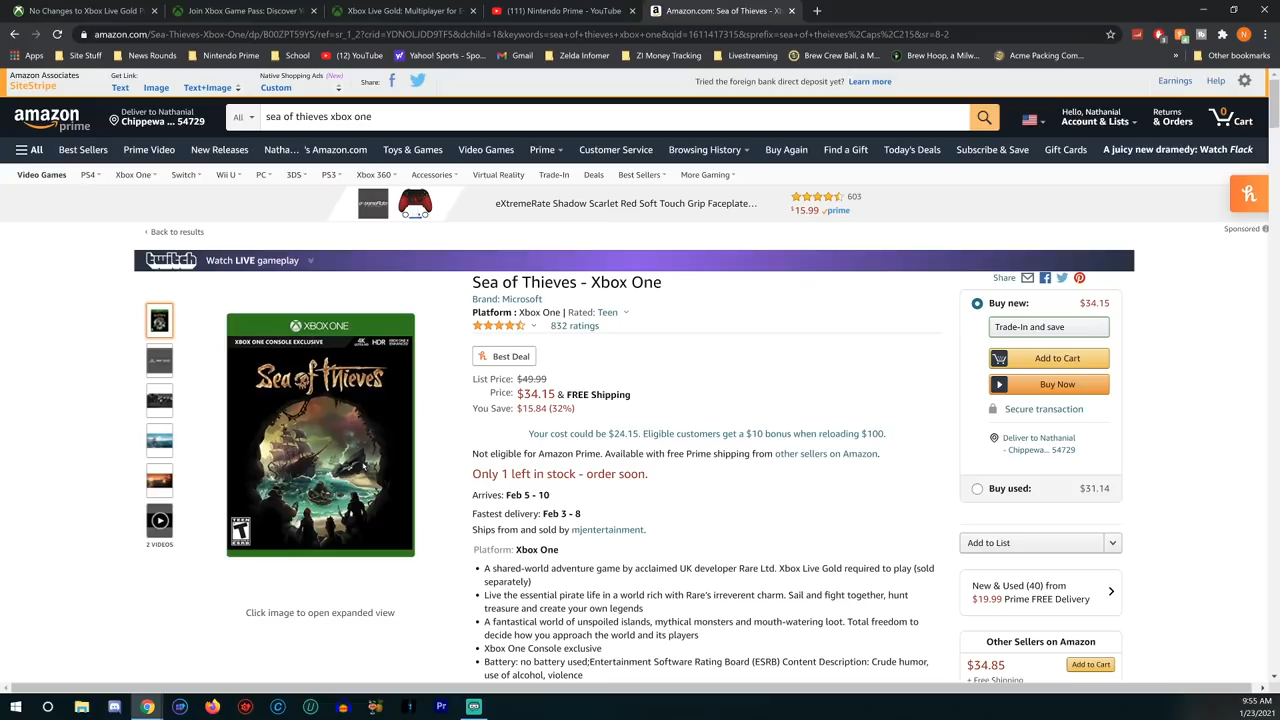 No Changes to Xbox Live Gold P
Join Xbox Game Pass: Discover Y
Xbox Live Gold: Multiplayer for E
(111) Nintendo Prime - YouTube
Amazon.com: Sea of Thieves - Xb
amazon.com/Sea-Thieves-Xbox-One/dp/B00ZPT59YS/ref=sr_1_2?crid=YDNOLJDD9TF5&dchild=1&keywords=sea+of+thieves+xbox+one&qid=1611417315&sprefix=sea+of+theieves%2Caps%2C215&sr=8-2
Apps
Site Stuff
News Rounds
Nintendo Prime
School
(12) YouTube
Yahoo! Sports - Spo...
Gmail
Zelda Infomer
ZI Money Tracking
Livestreaming
Brew Crew Ball, a M...
Brew Hoop, a Milw...
Acme Packing Com...
»
Other bookmarks
Amazon Associates
SiteStripe
Get Link:
Text
Image
Text+Image
Native Shopping Ads (New)
Custom
Share:
Tried the foreign bank direct deposit yet? Learn more
Earnings
Help
amazon prime
Deliver to Nathanial
Chippewa ... 54729
All
sea of thieves xbox one
Hello, Nathanial
Account & Lists
Returns
& Orders
0
Cart
All
Best Sellers
Prime Video
New Releases
Natha... 's Amazon.com
Toys & Games
Video Games
Prime
Customer Service
Browsing History
Buy Again
Find a Gift
Today's Deals
Subscribe & Save
Gift Cards
A juicy new dramedy: Watch Flack
Video Games
PS4
Xbox One
Switch
Wii U
PC
3DS
PS3
Xbox 360
Accessories
Virtual Reality
Trade-In
Deals
Best Sellers
More Gaming
eXtremeRate Shadow Scarlet Red Soft Touch Grip Faceplate...
603
$15.99 prime
‹ Back to results
Sponsored
twitch
Watch LIVE gameplay
Sea of Thieves - Xbox One
Brand: Microsoft
Platform : Xbox One | Rated: Teen
832 ratings
Best Deal
List Price: $49.99
Price: $34.15 & FREE Shipping
You Save: $15.84 (32%)
Your cost could be $24.15. Eligible customers get a $10 bonus when reloading $100.
Not eligible for Amazon Prime. Available with free Prime shipping from other sellers on Amazon.
Only 1 left in stock - order soon.
Arrives: Feb 5 - 10
Fastest delivery: Feb 3 - 8
Ships from and sold by mjentertainment.
Platform: Xbox One
• A shared-world adventure game by acclaimed UK developer Rare Ltd. Xbox Live Gold required to play (sold
separately)
• Live the essential pirate life in a world rich with Rare's irreverent charm. Sail and fight together, hunt
treasure and create your own legends
• A fantastical world of unspoiled islands, mythical monsters and mouth-watering loot. Total freedom to
decide how you approach the world and its players
• Xbox One Console exclusive
• Battery: no battery used;Entertainment Software Rating Board (ESRB) Content Description: Crude humor,
use of alcohol, violence
XBOX ONE
XBOX ONE CONSOLE EXCLUSIVE
4K
HDR
Sea of Thieves
TEEN
2 VIDEOS
Click image to open expanded view
Share
Buy new:
$34.15
Trade-In and save
Add to Cart
Buy Now
Secure transaction
Deliver to Nathanial
- Chippewa... 54729
Buy used:
$31.14
Add to List
New & Used (40) from
$19.99 Prime FREE Delivery
Other Sellers on Amazon
$34.85
Add to Cart
+ Free Shipping
Pr
9:55 AM
1/23/2021